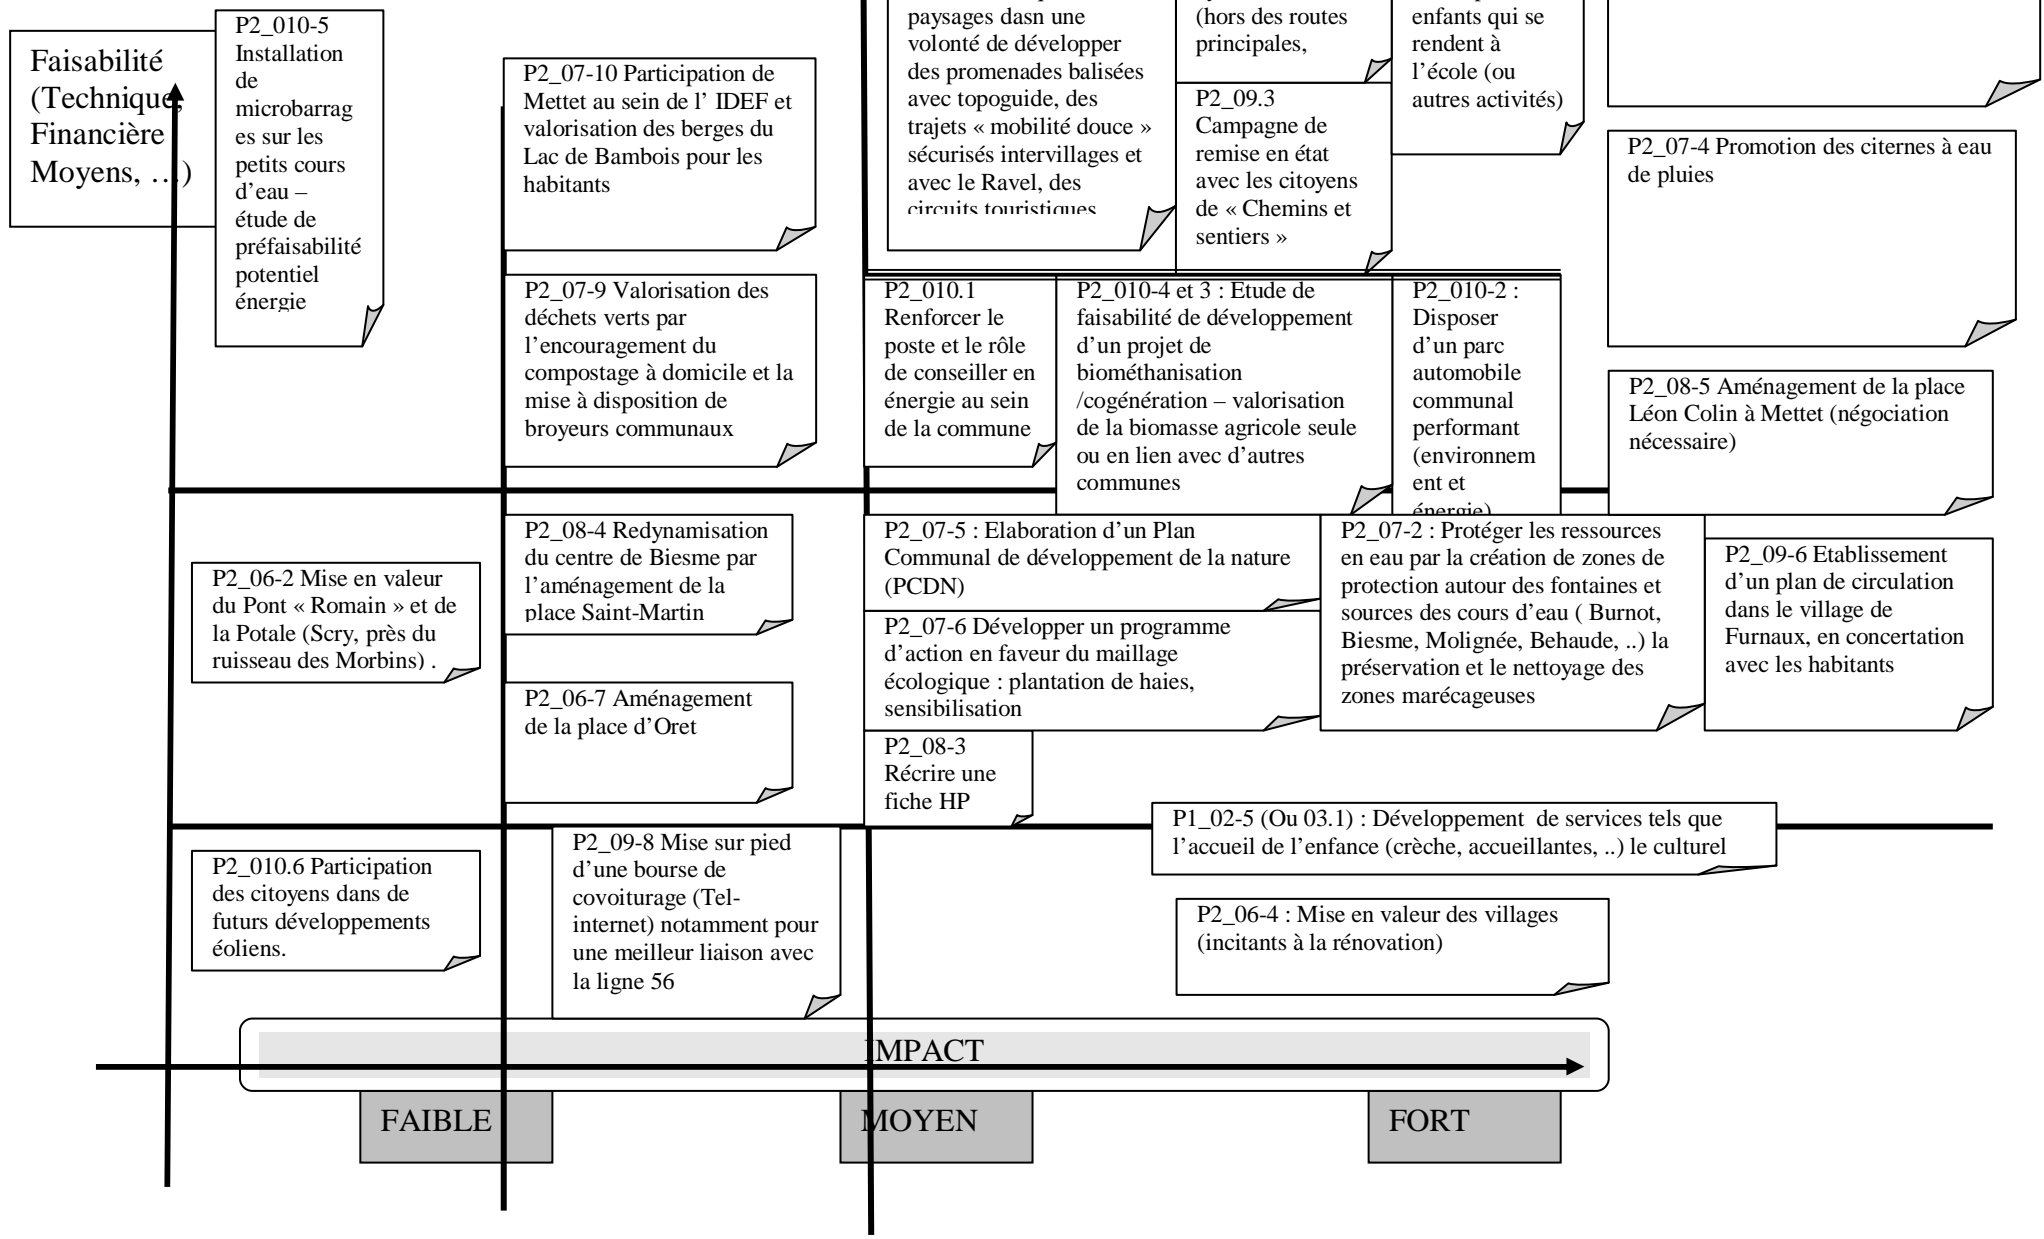 Faisabilité
(Technique,
Financière
Moyens, …)
P2_010-5
Installation
de
microbarrag
es sur les
petits cours
d’eau –
étude de
préfaisabilité
potentiel
énergie
P2_07-10 Participation de
Mettet au sein de l’ IDEF et
valorisation des berges du
Lac de Bambois pour les
habitants
paysages dasn une
volonté de développer
des promenades balisées
avec topoguide, des
trajets « mobilité douce »
sécurisés intervillages et
avec le Ravel, des
circuits touristiques
(hors des routes
principales,
P2_09.3
Campagne de
remise en état
avec les citoyens
de « Chemins et
sentiers »
enfants qui se
rendent à
l’école (ou
autres activités)
P2_07-4 Promotion des citernes à eau
de pluies
P2_07-9 Valorisation des
déchets verts par
l’encouragement du
compostage à domicile et la
mise à disposition de
broyeurs communaux
P2_010.1
Renforcer le
poste et le rôle
de conseiller en
énergie au sein
de la commune
P2_010-4 et 3 : Etude de
faisabilité de développement
d’un projet de
biométhanisation
/cogénération – valorisation
de la biomasse agricole seule
ou en lien avec d’autres
communes
P2_010-2 :
Disposer
d’un parc
automobile
communal
performant
(environnem
ent et
énergie)
P2_08-5 Aménagement de la place
Léon Colin à Mettet (négociation
nécessaire)
P2_06-2 Mise en valeur
du Pont « Romain » et de
la Potale (Scry, près du
ruisseau des Morbins) .
P2_08-4 Redynamisation
du centre de Biesme par
l’aménagement de la
place Saint-Martin
P2_06-7 Aménagement
de la place d’Oret
P2_07-5 : Elaboration d’un Plan
Communal de développement de la nature
(PCDN)
P2_07-6 Développer un programme
d’action en faveur du maillage
écologique : plantation de haies,
sensibilisation
P2_08-3
Récrire une
fiche HP
P2_07-2 : Protéger les ressources
en eau par la création de zones de
protection autour des fontaines et
sources des cours d’eau ( Burnot,
Biesme, Molignée, Behaude, ..) la
préservation et le nettoyage des
zones marécageuses
P2_09-6 Etablissement
d’un plan de circulation
dans le village de
Furnaux, en concertation
avec les habitants
P2_010.6 Participation
des citoyens dans de
futurs développements
éoliens.
P2_09-8 Mise sur pied
d’une bourse de
covoiturage (Tel-
internet) notamment pour
une meilleur liaison avec
la ligne 56
P1_02-5 (Ou 03.1) : Développement de services tels que
l’accueil de l’enfance (crèche, accueillantes, ..) le culturel
P2_06-4 : Mise en valeur des villages
(incitants à la rénovation)
IMPACT
FAIBLE
MOYEN
FORT